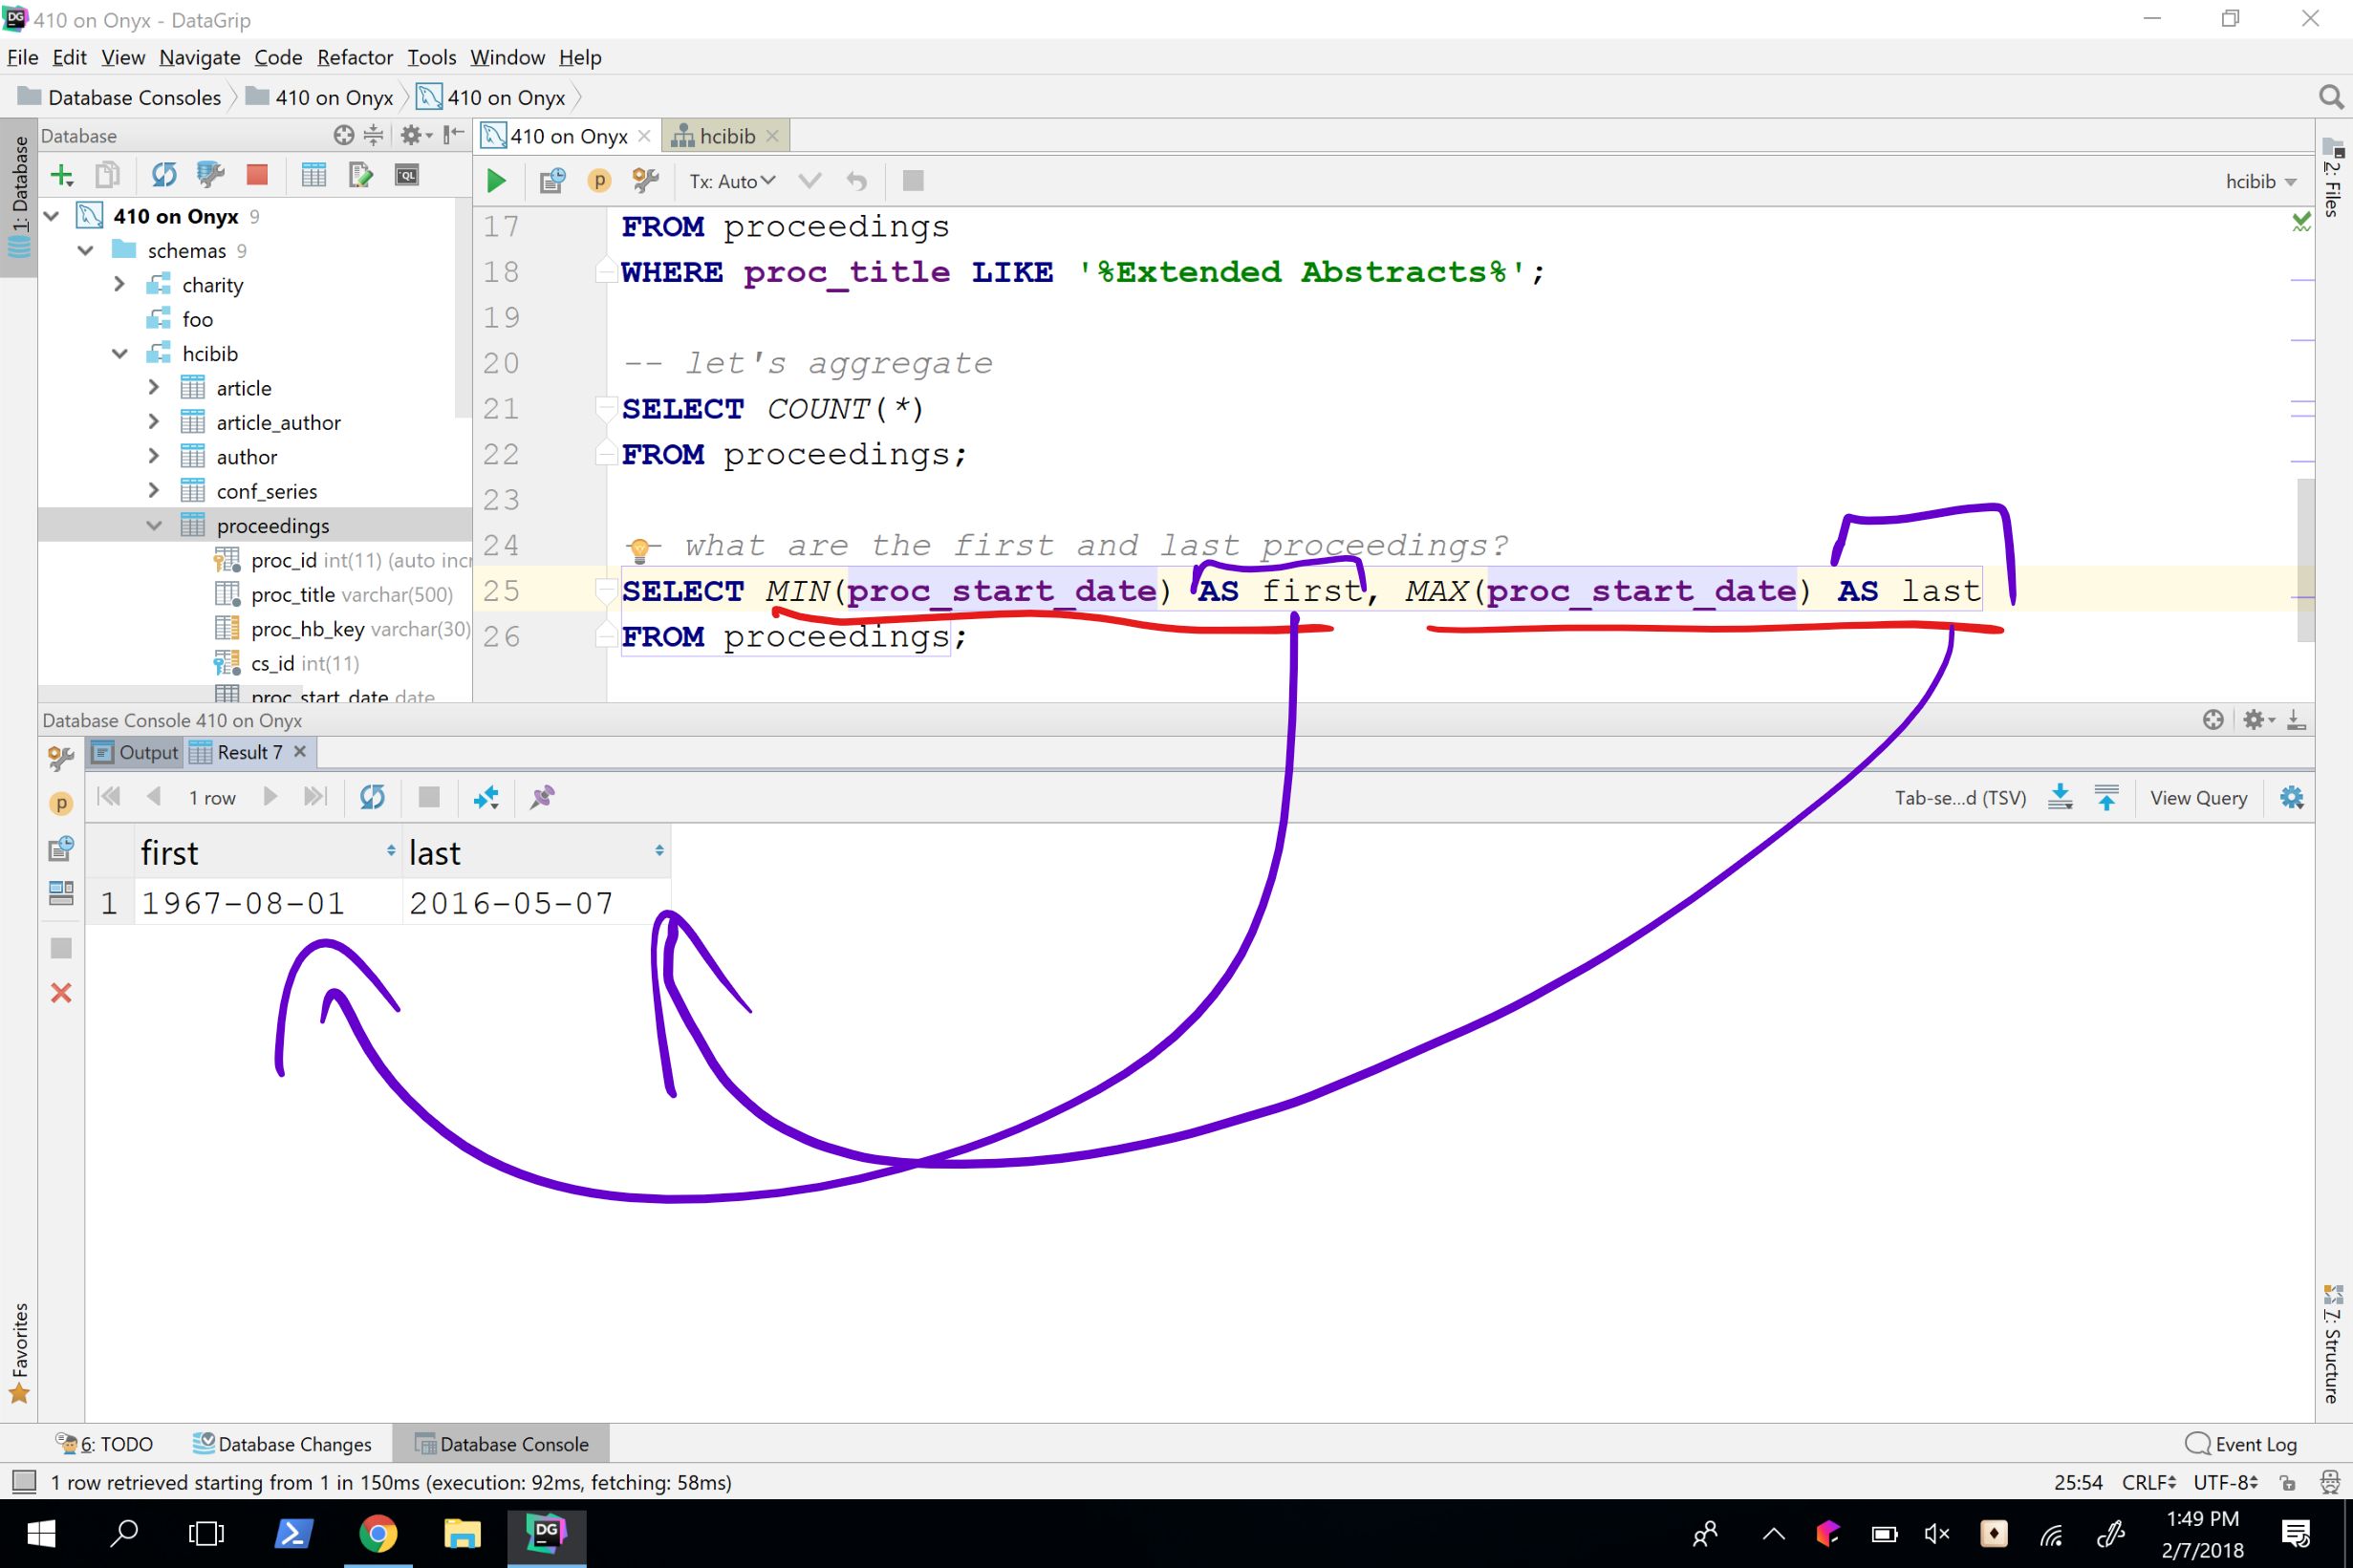 410 on Onyx - DataGrip
File Edit View Navigate Code Refactor Tools Window Help
Database Consoles 410 on Onyx 410 on Onyx
1: Database
Database
410 on Onyx 9
schemas 9
charity
foo
hcibib
article
article_author
author
conf_series
proceedings
proc_id int(11) (auto incr
proc_title varchar(500)
proc_hb_key varchar(30)
cs_id int(11)
proc_start_date date
410 on Onyx hcibib
Tx: Auto hcibib
17 FROM proceedings
18 WHERE proc_title LIKE '%Extended Abstracts%';
19
20 -- let's aggregate
21 SELECT COUNT(*)
22 FROM proceedings;
23
24 -- what are the first and last proceedings?
25 SELECT MIN(proc_start_date) AS first, MAX(proc_start_date) AS last
26 FROM proceedings;
2: Files
Database Console 410 on Onyx
Output Result 7
1 row Tab-se...d (TSV) View Query
first last
1 1967-08-01 2016-05-07
Favorites
7: Structure
6: TODO Database Changes Database Console Event Log
1 row retrieved starting from 1 in 150ms (execution: 92ms, fetching: 58ms) 25:54 CRLF UTF-8
DG
1:49 PM
2/7/2018